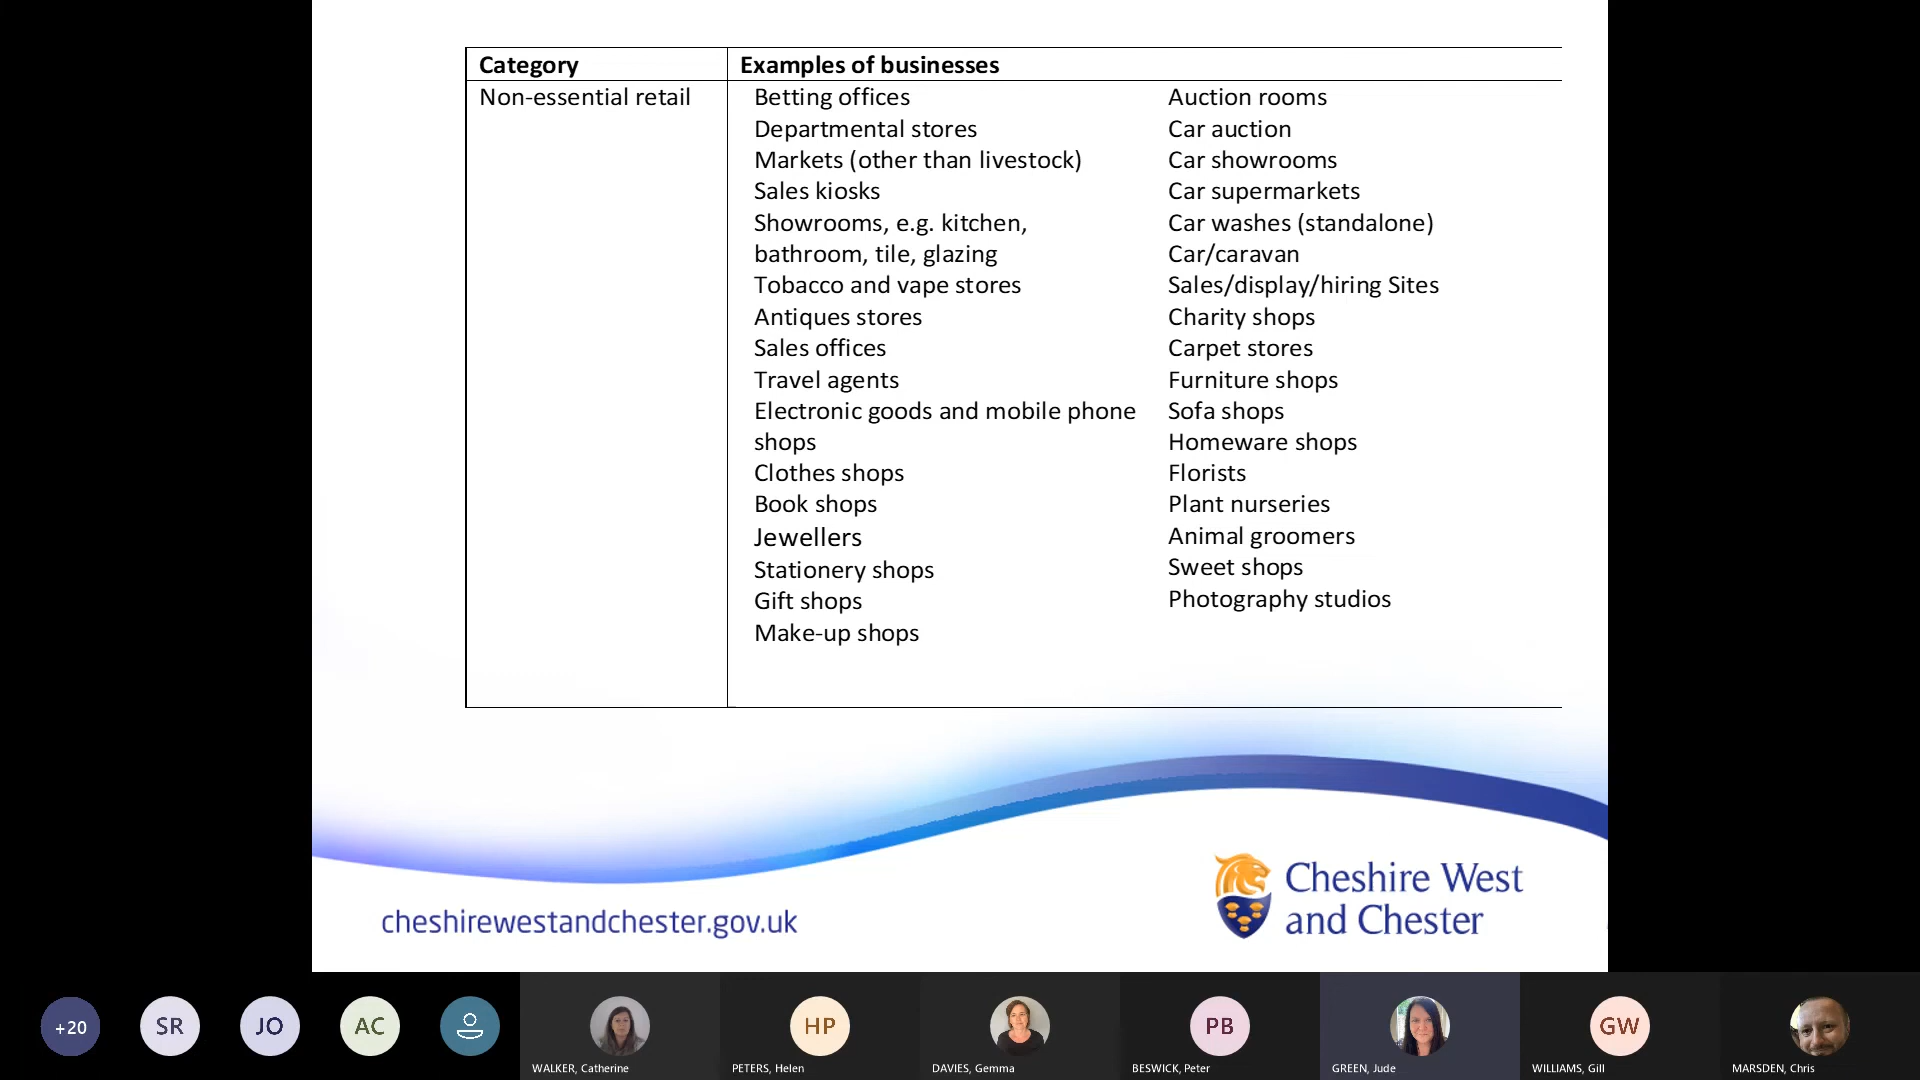 Category
Examples of businesses
Non-essential retail
Betting offices
Departmental stores
Markets (other than livestock)
Sales kiosks
Showrooms, e.g. kitchen,
bathroom, tile, glazing
Tobacco and vape stores
Antiques stores
Sales offices
Travel agents
Electronic goods and mobile phone
shops
Clothes shops
Book shops
Jewellers
Stationery shops
Gift shops
Make-up shops
Auction rooms
Car auction
Car showrooms
Car supermarkets
Car washes (standalone)
Car/caravan
Sales/display/hiring Sites
Charity shops
Carpet stores
Furniture shops
Sofa shops
Homeware shops
Florists
Plant nurseries
Animal groomers
Sweet shops
Photography studios
cheshirewestandchester.gov.uk
Cheshire West
and Chester
+20
SR
JO
AC
WALKER, Catherine
HP
PETERS, Helen
DAVIES, Gemma
PB
BESWICK, Peter
GREEN, Jude
GW
WILLIAMS, Gill
MARSDEN, Chris